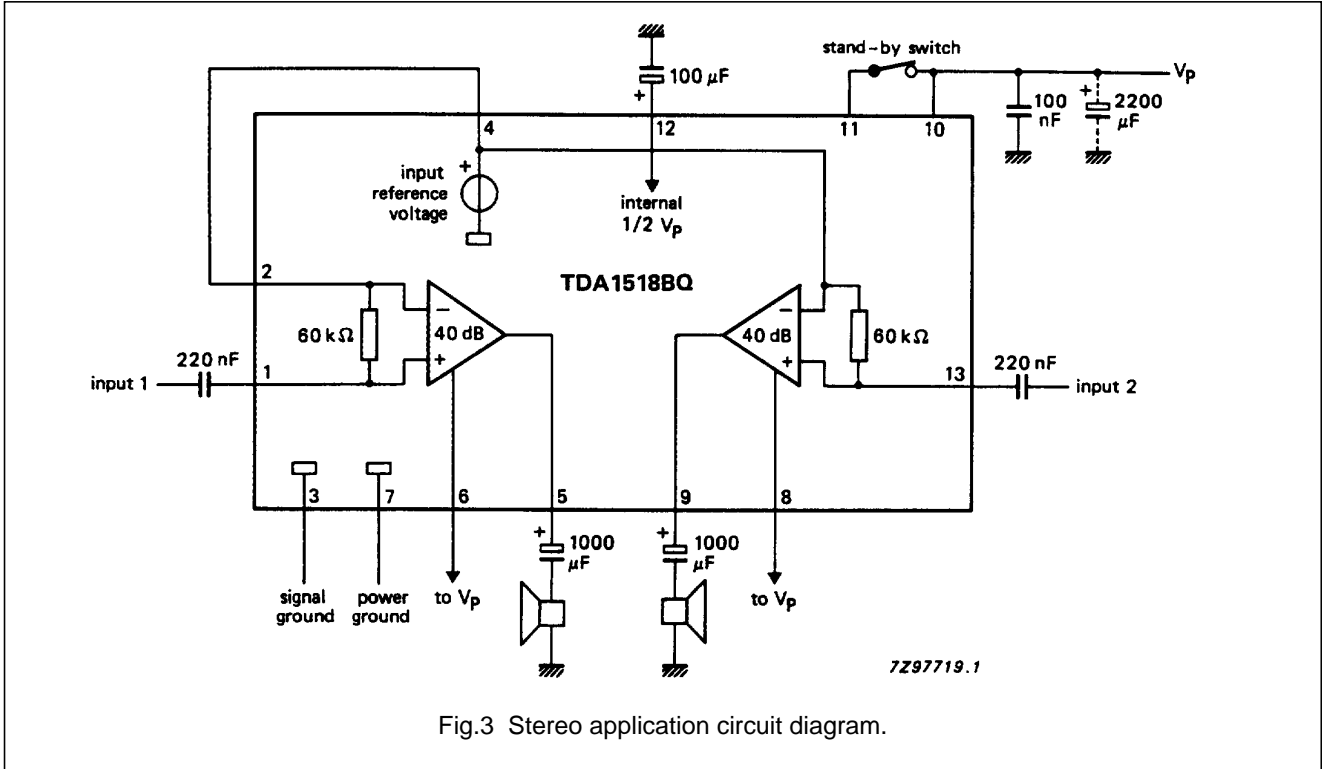 stand-by switch
100 µF
+
VP
11
10
100
nF
+
2200
µF
4
12
+
input
reference
voltage
internal
1/2 VP
TDA1518BQ
2
60 kΩ
−
40 dB
+
220 nF
input 1
1
−
40 dB
+
60 kΩ
13
220 nF
input 2
3
7
6
5
9
8
signal
ground
power
ground
to VP
+
1000
µF
+
1000
µF
to VP
7Z97719.1
Fig.3 Stereo application circuit diagram.